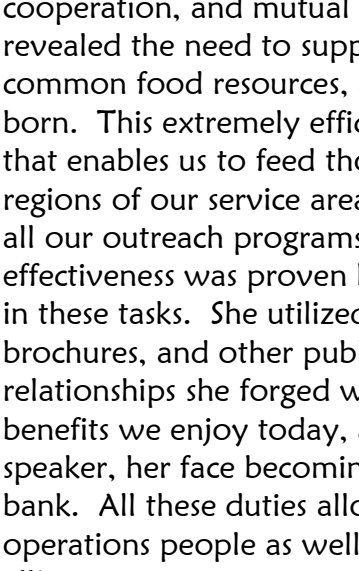 cooperation, and mutual
revealed the need to supp
common food resources,
born. This extremely effic
that enables us to feed tho
regions of our service area
all our outreach programs
effectiveness was proven
in these tasks. She utilized
brochures, and other pub
relationships she forged w
benefits we enjoy today,
speaker, her face becomin
bank. All these duties allo
operations people as well